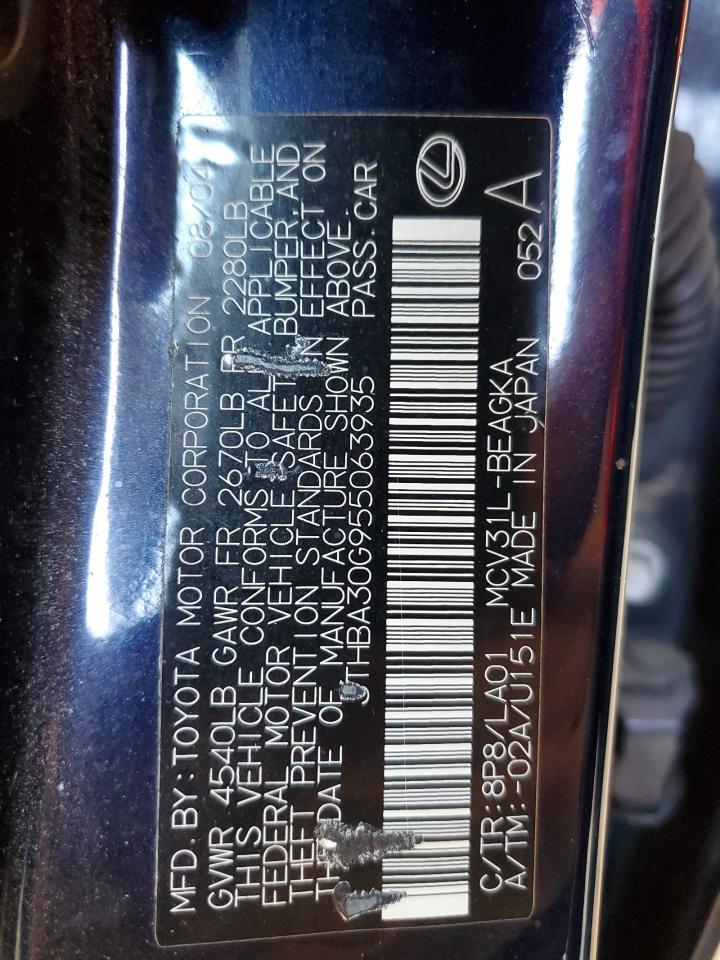 MFD. BY: TOYOTA MOTOR CORPORATION 08/04
GVWR 4540LB GAWR FR 2670LB RR 2280LB
THIS VEHICLE CONFORMS TO ALL APPLICABLE
FEDERAL MOTOR VEHICLE SAFETY, BUMPER, AND
THEFT PREVENTION STANDARDS IN EFFECT ON
THE DATE OF MANUFACTURE SHOWN ABOVE.
JTHBA30G955063935 PASS. CAR
C/TR: 8P8/LA01 MCV31L-BEAGKA
A/TM: -02A/U151E MADE IN JAPAN 052 A